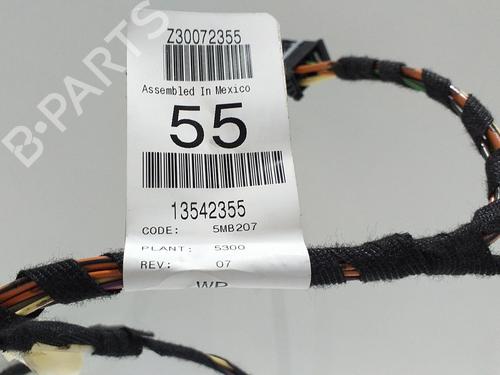 Z30072355
Assembled In Mexico
55
13542355
CODE: 5MB207
PLANT: 5300
REV: 07
WP
B-PARTS